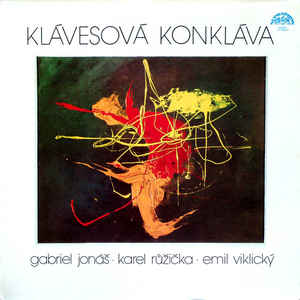 KLÁVESOVÁ KONKLÁVA
gabriel jonáš · karel růžička · emil viklický